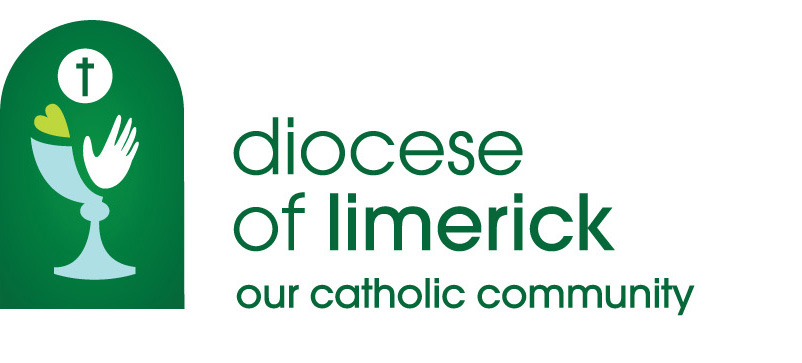 diocese
of limerick
our catholic community